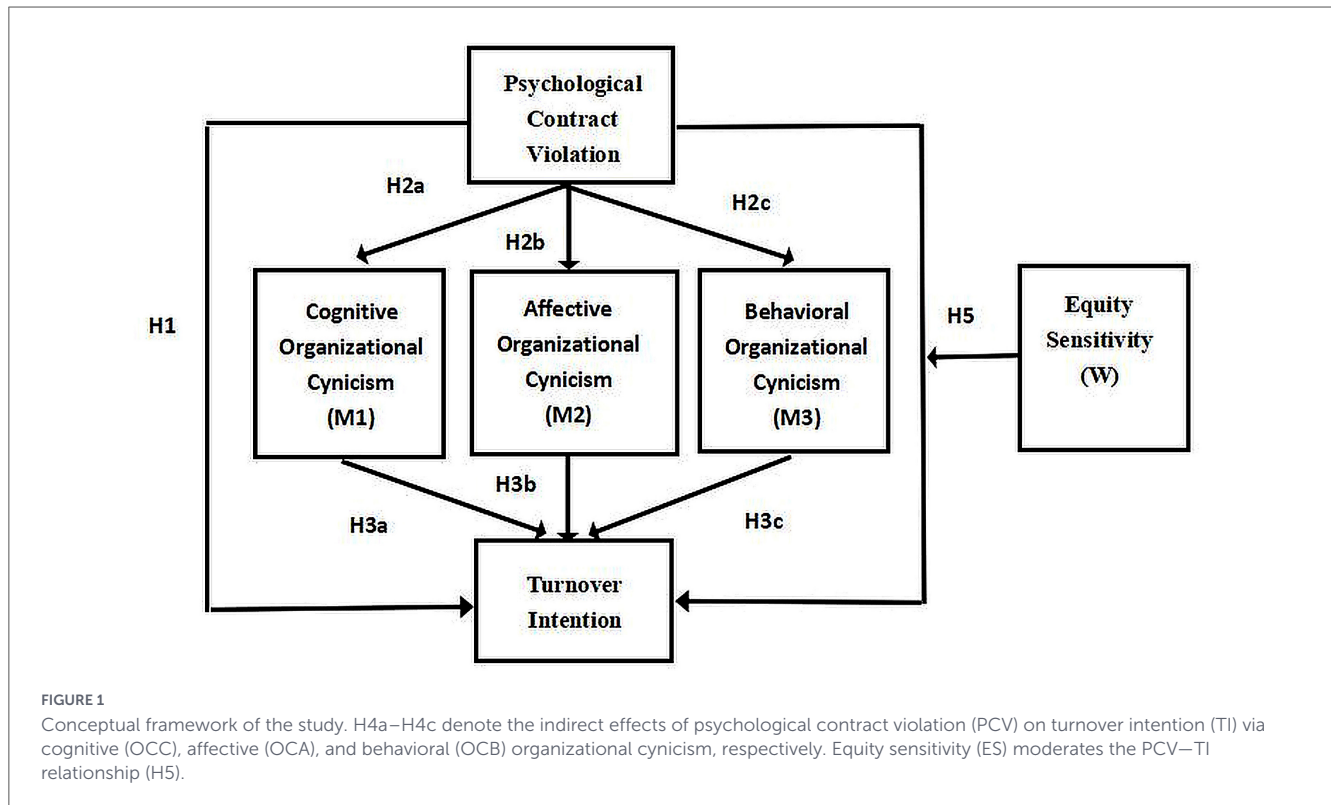 Psychological
Contract
Violation
H2a
H2c
H2b
H1
Cognitive
Organizational
Cynicism
(M1)
Affective
Organizational
Cynicism
(M2)
Behavioral
Organizational
Cynicism
(M3)
H5
Equity
Sensitivity
(W)
H3a
H3b
H3c
Turnover
Intention
FIGURE 1
Conceptual framework of the study. H4a–H4c denote the indirect effects of psychological contract violation (PCV) on turnover intention (TI) via
cognitive (OCC), affective (OCA), and behavioral (OCB) organizational cynicism, respectively. Equity sensitivity (ES) moderates the PCV—TI
relationship (H5).